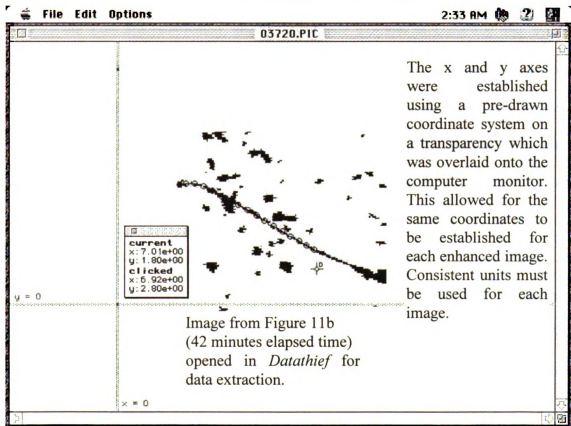 File Edit Options
2:33 AM
03720.PIC
The x and y axes
were established
using a pre-drawn
coordinate system on
a transparency which
was overlaid onto the
computer monitor.
This allowed for the
same coordinates to
be established for
each enhanced image.
Consistent units must
be used for each
image.
current
x: 7.01e+00
y: 1.80e+00
clicked
x: 6.92e+00
y: 2.80e+00
y = 0
Image from Figure 11b
(42 minutes elapsed time)
opened in Datathief for
data extraction.
x = 0